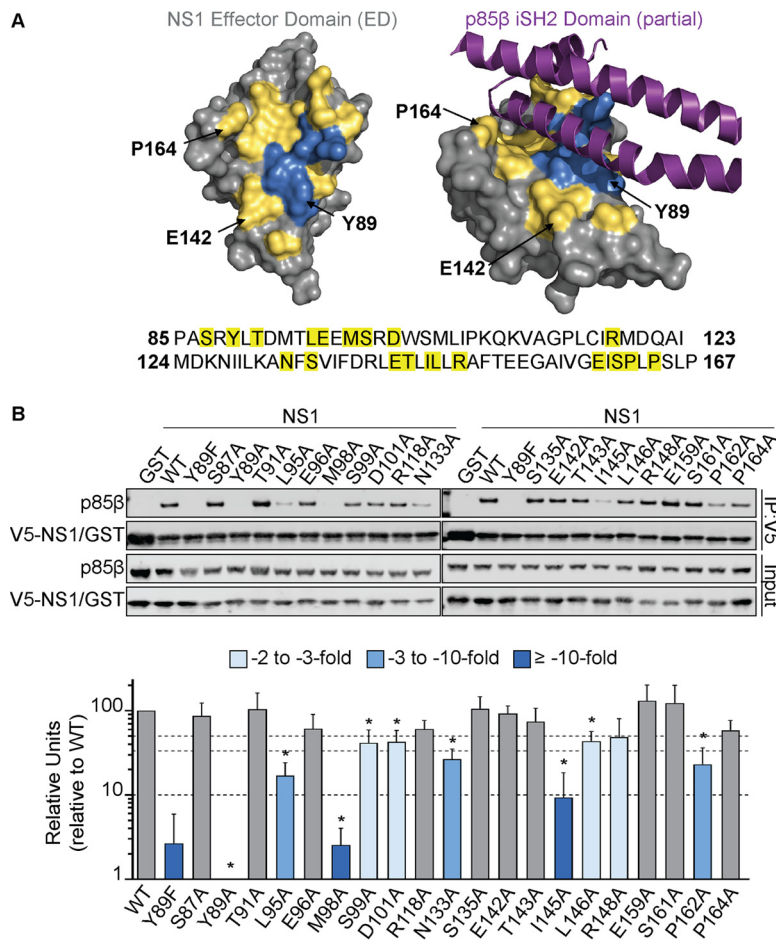 A
NS1 Effector Domain (ED)
p85β iSH2 Domain (partial)
P164
E142
Y89
P164
E142
Y89
85 PASRYLTDMTLEEMSRDWSMLIPKQKVAGPLCIRMDQAI 123
124 MDKNIILKANFSVIFDRLETLILLRAFTEEGAIVGEISPLPSLP 167
B
NS1 NS1
GST WT Y89F S87A Y89A T91A L95A E96A M98A S99A D101A R118A N133A
GST WT Y89F S135A E142A T143A I145A L146A R148A E159A S161A P162A P164A
p85β
V5-NS1/GST
IP:V5
p85β
V5-NS1/GST
Input
-2 to -3-fold -3 to -10-fold ≥ -10-fold
Relative Units
(relative to WT)
100
10
1
* * * * * * * * *
WT Y89F S87A Y89A T91A L95A E96A M98A S99A D101A R118A N133A S135A E142A T143A I145A L146A R148A E159A S161A P162A P164A